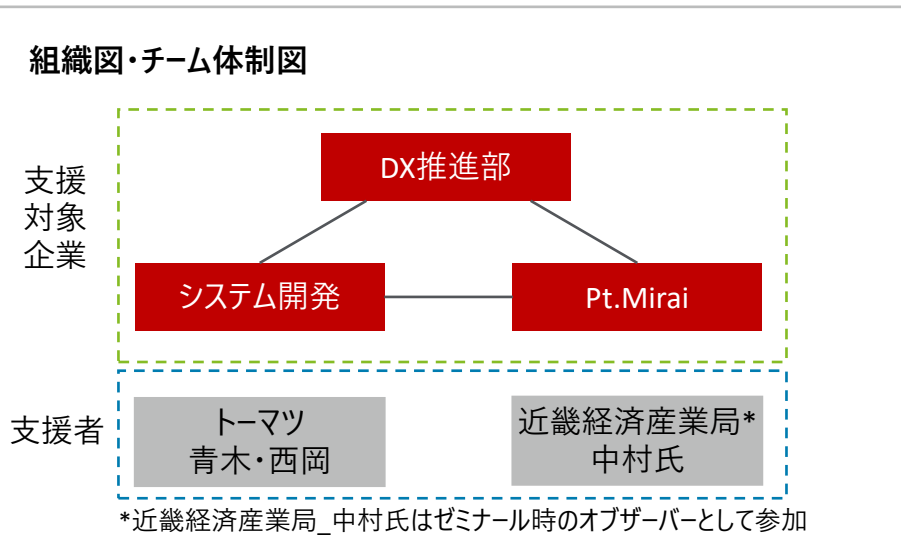 組織図・チーム体制図
支援
対象
企業
DX推進部
システム開発
Pt.Mirai
支援者
トーマツ
青木・西岡
近畿経済産業局*
中村氏
*近畿経済産業局_中村氏はゼミナール時のオブザーバーとして参加